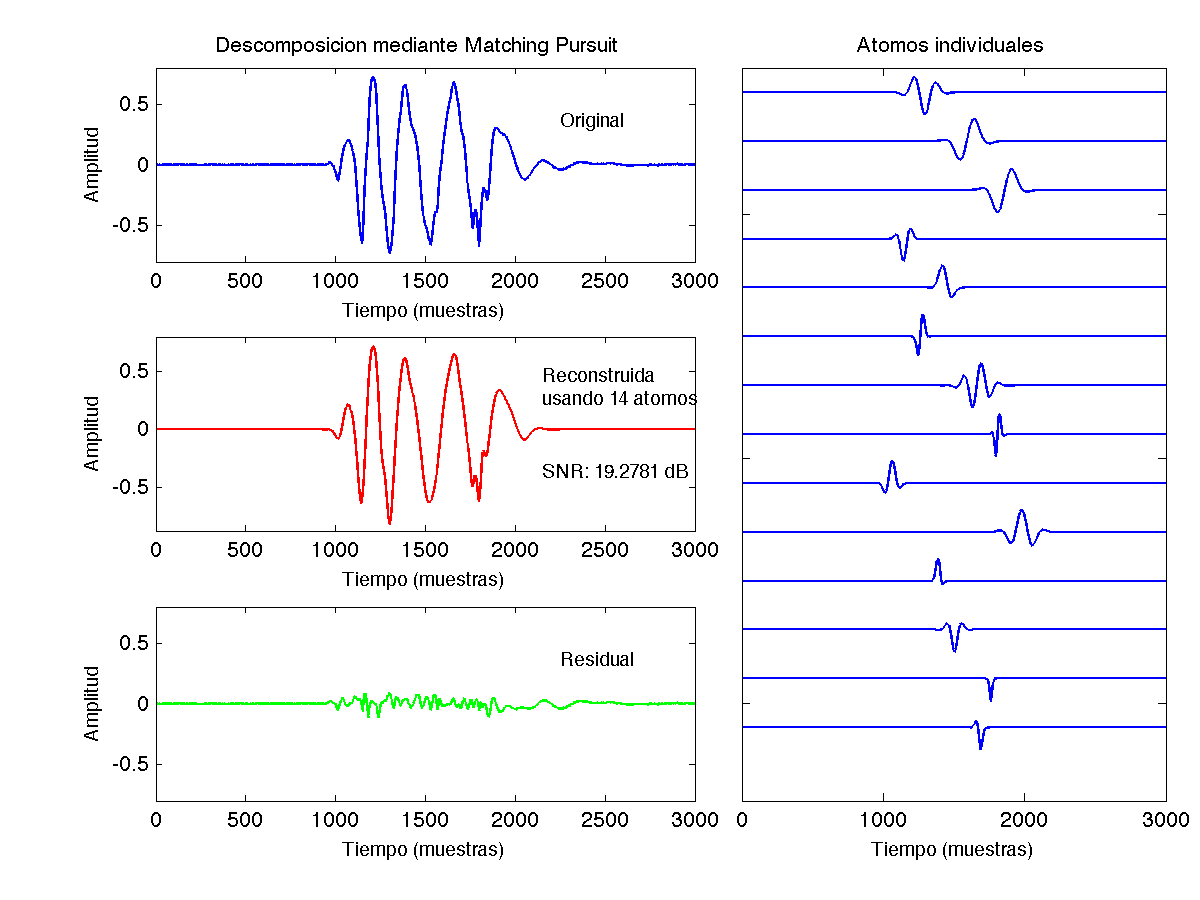 Descomposicion mediante Matching Pursuit
Amplitud
0.5
0
-0.5
Original
0 500 1000 1500 2000 2500 3000
Tiempo (muestras)
Amplitud
0.5
0
-0.5
Reconstruida
usando 14 atomos
SNR: 19.2781 dB
0 500 1000 1500 2000 2500 3000
Tiempo (muestras)
Amplitud
0.5
0
-0.5
Residual
0 500 1000 1500 2000 2500 3000
Tiempo (muestras)
Atomos individuales
0 1000 2000 3000
Tiempo (muestras)